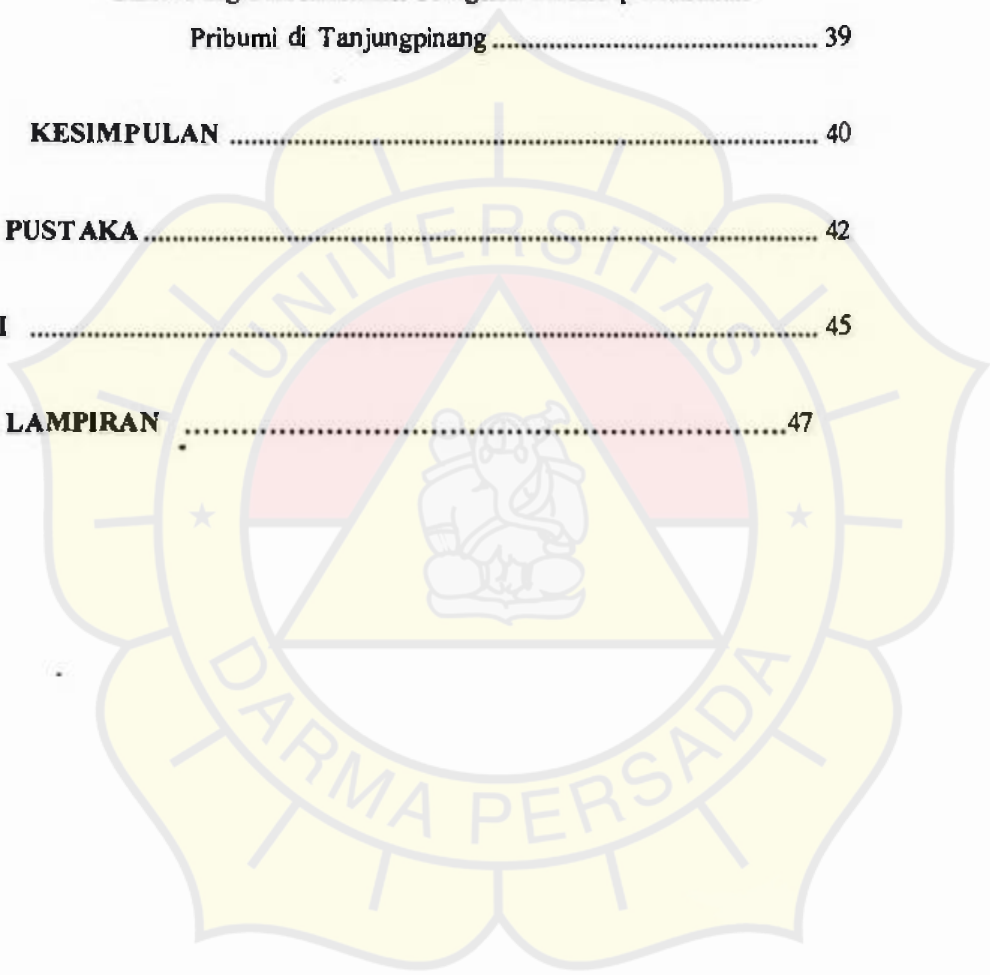 Pribumi di Tanjungpinang ........................................ 39
KESIMPULAN ........................................ 40
PUSTAKA ........................................ 42
I ........................................ 45
LAMPIRAN ........................................ 47
UNIVERSITAS
DARMA PERSADA